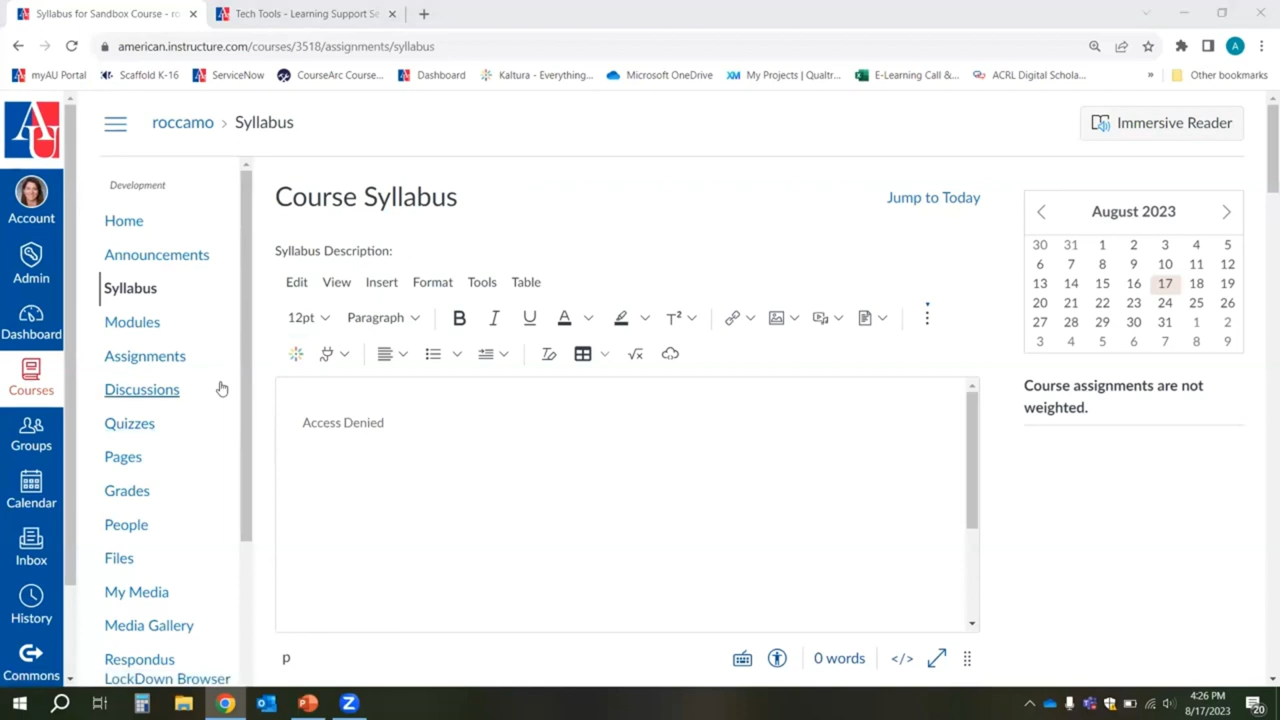 Syllabus for Sandbox Course - ro
Tech Tools - Learning Support Se
american.instructure.com/courses/3518/assignments/syllabus
A
myAU Portal
Scaffold K-16
ServiceNow
CourseArc Course...
Dashboard
Kaltura - Everything...
Microsoft OneDrive
XM My Projects (Qualtr...
E-Learning Call &...
ACRL Digital Schola...
»
Other bookmarks
AU
roccamo > Syllabus
Immersive Reader
Account
Admin
Dashboard
Courses
Groups
Calendar
Inbox
History
Commons
Development
Home
Announcements
Syllabus
Modules
Assignments
Discussions
Quizzes
Pages
Grades
People
Files
My Media
Media Gallery
Respondus
LockDown Browser
Course Syllabus
Jump to Today
Syllabus Description:
Edit View Insert Format Tools Table
12pt Paragraph B I U A T²
√x
Access Denied
p
0 words </>
August 2023
30 31 1 2 3 4 5
6 7 8 9 10 11 12
13 14 15 16 17 18 19
20 21 22 23 24 25 26
27 28 29 30 31 1 2
3 4 5 6 7 8 9
Course assignments are not
weighted.
4:26 PM
8/17/2023
20